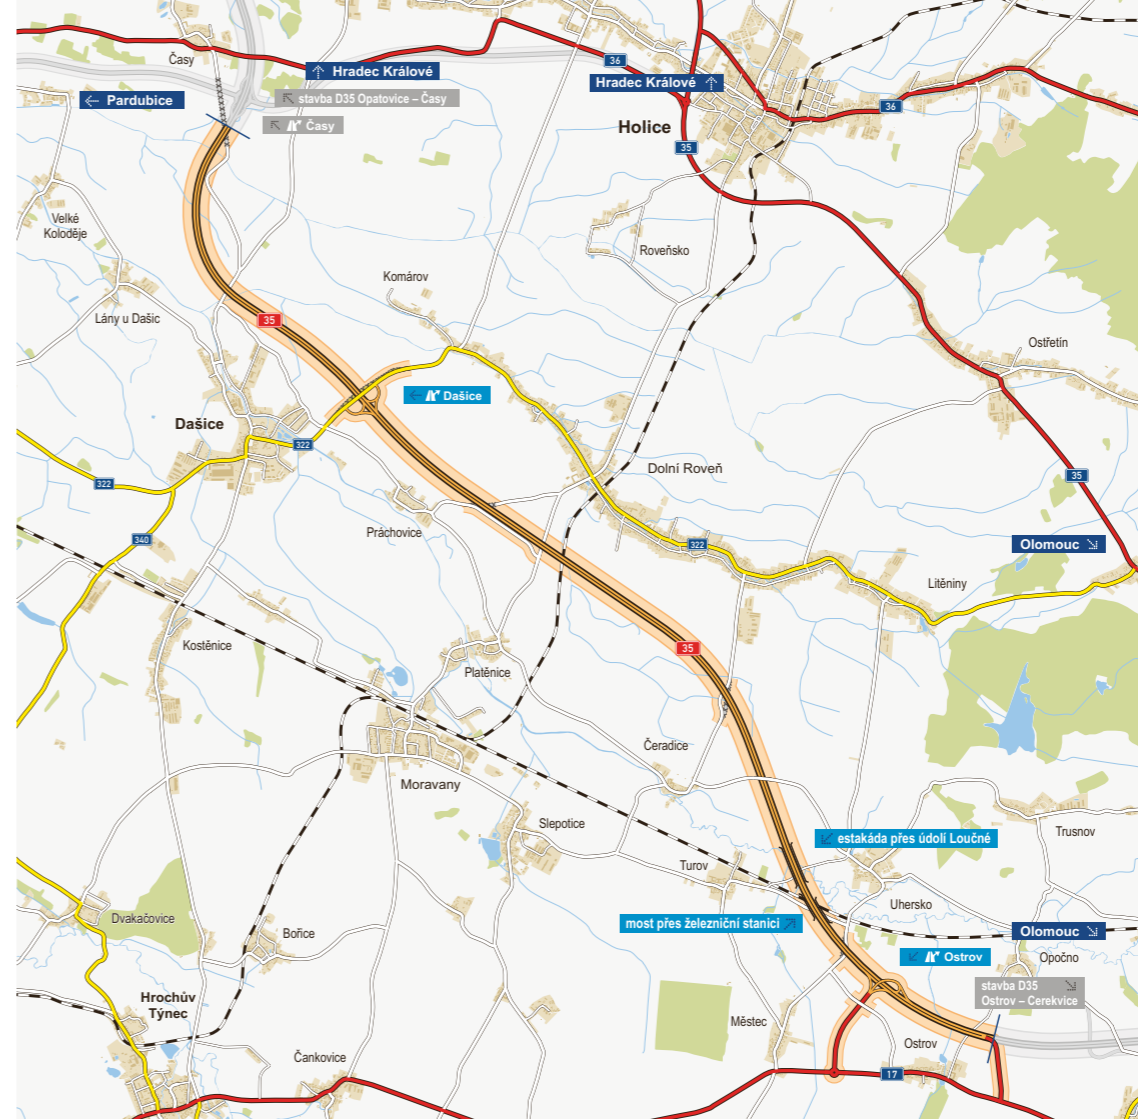 Časy
36
↑ Hradec Králové
Hradec Králové ↑
← Pardubice
↖ stavba D35 Opatovice – Časy
↖ Časy
36
Holice
35
Velké
Koloděje
Roveňsko
Komárov
Lány u Dašic
35
Ostřetín
← Dašice
Dašice
322
Dolní Roveň
35
322
Práchovice
340
322
Olomouc ↘
Litěniny
Kostěnice
35
Platěnice
Čeradice
Moravany
Slepotice
Trusnov
↙ estakáda přes údolí Loučné
Turov
Uhersko
Dvakačovice
most přes železniční stanici ↗
Bořice
Olomouc ↘
↙ Ostrov
Opočno
stavba D35 ↘
Ostrov – Cerekvice
Hrochův
Týnec
Městec
Ostrov
Čankovice
17